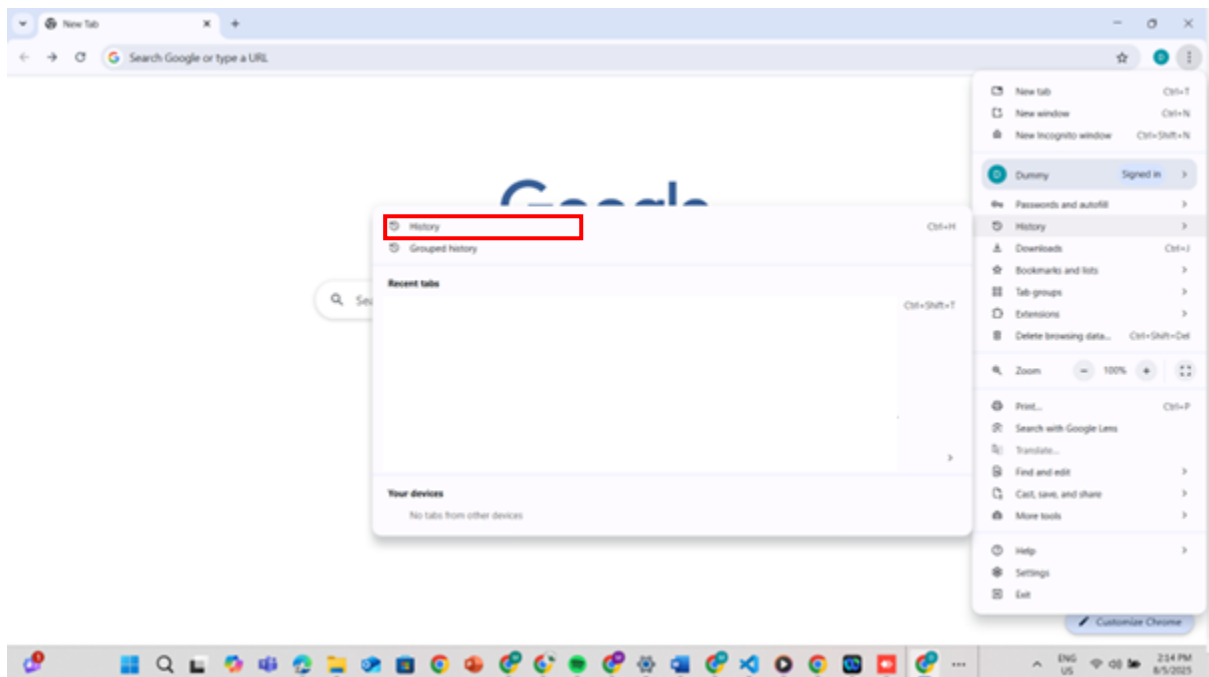 New Tab
Search Google or type a URL
New tab Ctrl+T
New window Ctrl+N
New Incognito window Ctrl+Shift+N
D Dummy Signed in
Passwords and autofill
History
Downloads Ctrl+J
Bookmarks and lists
Tab groups
Extensions
Delete browsing data... Ctrl+Shift+Del
Zoom − 100% +
Print... Ctrl+P
Search with Google Lens
Translate...
Find and edit
Cast, save, and share
More tools
Help
Settings
Exit
Google
History Ctrl+H
Grouped history
Recent tabs
Ctrl+Shift+T
Your devices
No tabs from other devices
Customize Chrome
ENG 2:14 PM
US 8/5/2025